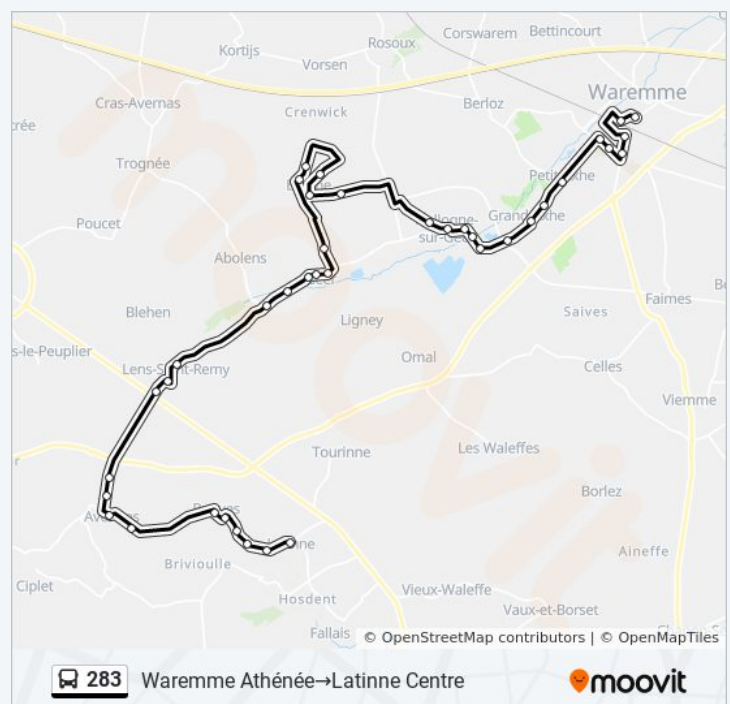 Corswarem
Bettincourt
Rosoux
Kortijs
Vorsen
Waremme
Cras-Avernas
Berloz
Crenwick
Trognée
Poucet
Abolens
Faimes
Blehen
Saives
Ligney
s-le-Peuplier
Omal
Lens-Saint-Remy
Celles
Viemme
Tourinne
Les Waleffes
Borlez
Aineffe
Brivioulle
Ciplet
Vieux-Waleffe
Hosdent
Vaux-et-Borset
Fallais
© OpenStreetMap contributors | © OpenMapTiles
283 Waremme Athénée→Latinne Centre
moovit